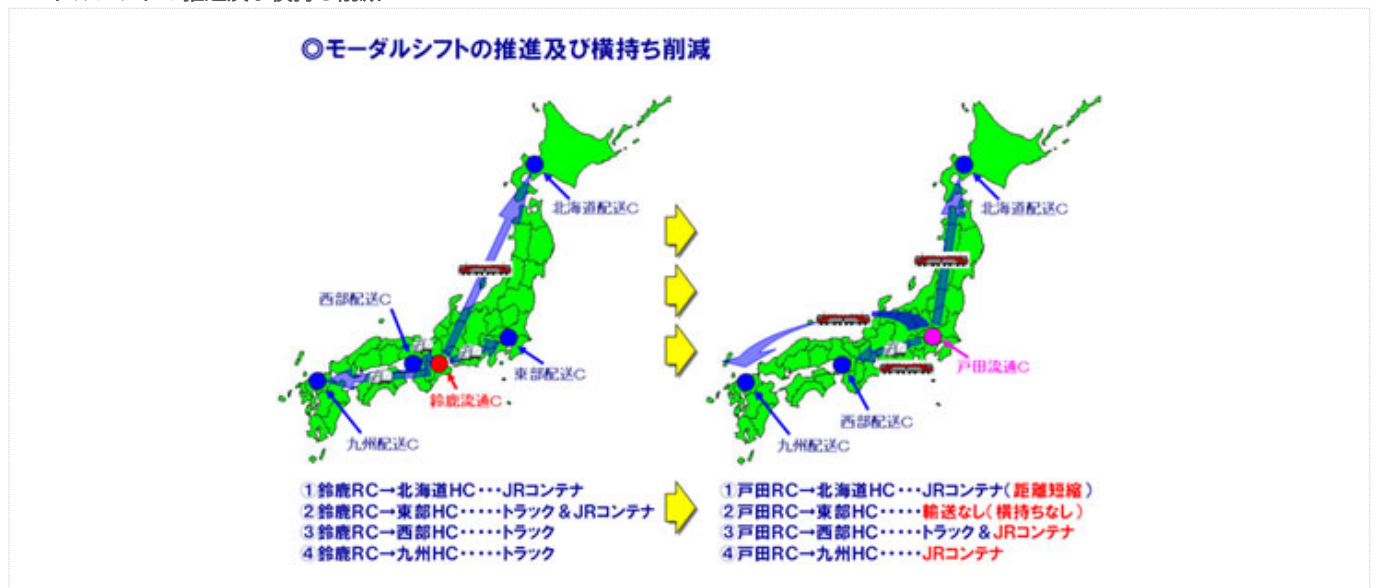 ◎モーダルシフトの推進及び横持ち削減
北海道配送C
西部配送C
東部配送C
鈴鹿流通C
九州配送C
北海道配送C
戸田流通C
西部配送C
九州配送C
①鈴鹿RC→北海道HC・・・JRコンテナ
②鈴鹿RC→東部HC・・・・・トラック&JRコンテナ
③鈴鹿RC→西部HC・・・・・トラック
④鈴鹿RC→九州HC・・・・・トラック
①戸田RC→北海道HC・・・JRコンテナ(距離短縮)
②戸田RC→東部HC・・・・・輸送なし(横持ちなし)
③戸田RC→西部HC・・・・・トラック&JRコンテナ
④戸田RC→九州HC・・・・・JRコンテナ